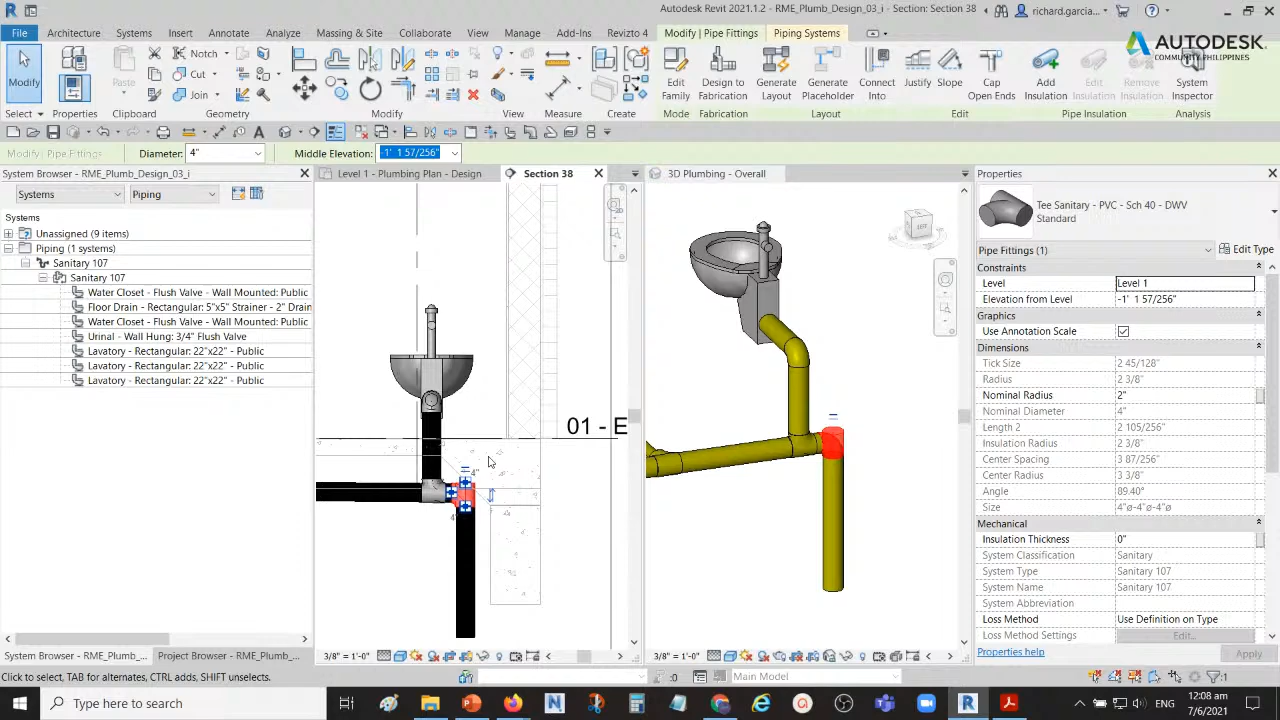 Autodesk Revit 2021.1.2 - RME_Plumb_Design_03_i - Section: Section 38
richard.garcia...
AUTODESK
COMMUNITY PHILIPPINES
File Architecture Systems Insert Annotate Analyze Massing & Site Collaborate View Manage Add-Ins Revizto 4 Modify | Pipe Fittings Piping Systems
Modify
Paste
Notch
Cut
Join
Edit Family
Design to Fabrication
Generate Layout
Generate Placeholder
Connect Into
Justify
Slope
Cap Open Ends
Add Insulation
Edit Insulation
Remove Insulation
System Inspector
Select Properties Clipboard Geometry Modify View Measure Create Mode Fabrication Layout Edit Pipe Insulation Analysis
Modify | Pipe Fittings Diameter: 4" Middle Elevation: -1' 1 57/256"
System Browser - RME_Plumb_Design_03_i
Level 1 - Plumbing Plan - Design
Section 38
3D Plumbing - Overall
Properties
Systems Piping
Systems
Unassigned (9 items)
Piping (1 systems)
Sanitary 107
Sanitary 107
Water Closet - Flush Valve - Wall Mounted: Public
Floor Drain - Rectangular: 5"x5" Strainer - 2" Drain
Water Closet - Flush Valve - Wall Mounted: Public
Urinal - Wall Hung: 3/4" Flush Valve
Lavatory - Rectangular: 22"x22" - Public
Lavatory - Rectangular: 22"x22" - Public
Lavatory - Rectangular: 22"x22" - Public
01 - E
4"
LEFT
Tee Sanitary - PVC - Sch 40 - DWV
Standard
Pipe Fittings (1) Edit Type
Constraints
Level Level 1
Elevation from Level -1' 1 57/256"
Graphics
Use Annotation Scale
Dimensions
Tick Size 2 45/128"
Radius 2 3/8"
Nominal Radius 2"
Nominal Diameter 4"
Length 2 2 105/256"
Insulation Radius 2 3/8"
Center Spacing 3 87/256"
Center Radius 3 3/8"
Angle 89.40°
Size 4"ø-4"ø-4"ø
Mechanical
Insulation Thickness 0"
System Classification Sanitary
System Type Sanitary 107
System Name Sanitary 107
System Abbreviation
Loss Method Use Definition on Type
Loss Method Settings Edit...
Properties help Apply
System Browser - RME_Plumb_... Project Browser - RME_Plumb_...
3/8" = 1'-0"
3/8" = 1'-0"
Click to select, TAB for alternates, CTRL adds, SHIFT unselects.
:0 Main Model :1
Type here to search
ENG
12:08 am
7/6/2021